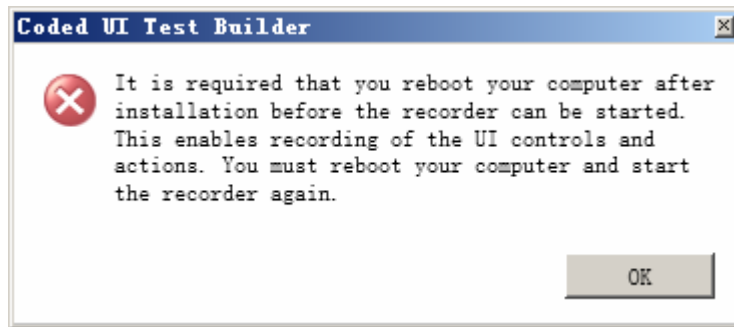 Coded UI Test Builder
It is required that you reboot your computer after
installation before the recorder can be started.
This enables recording of the UI controls and
actions. You must reboot your computer and start
the recorder again.
OK